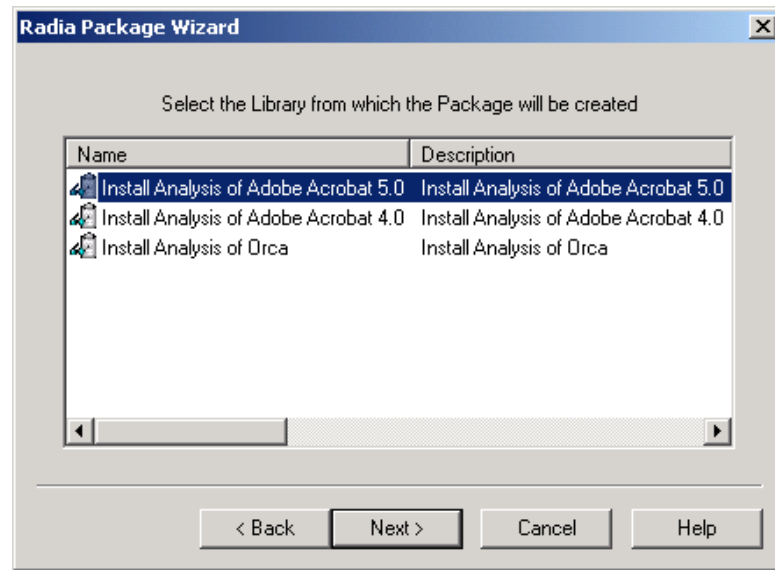 Radia Package Wizard
Select the Library from which the Package will be created
Name Description
Install Analysis of Adobe Acrobat 5.0 Install Analysis of Adobe Acrobat 5.0
Install Analysis of Adobe Acrobat 4.0 Install Analysis of Adobe Acrobat 4.0
Install Analysis of Orca Install Analysis of Orca
< Back Next > Cancel Help